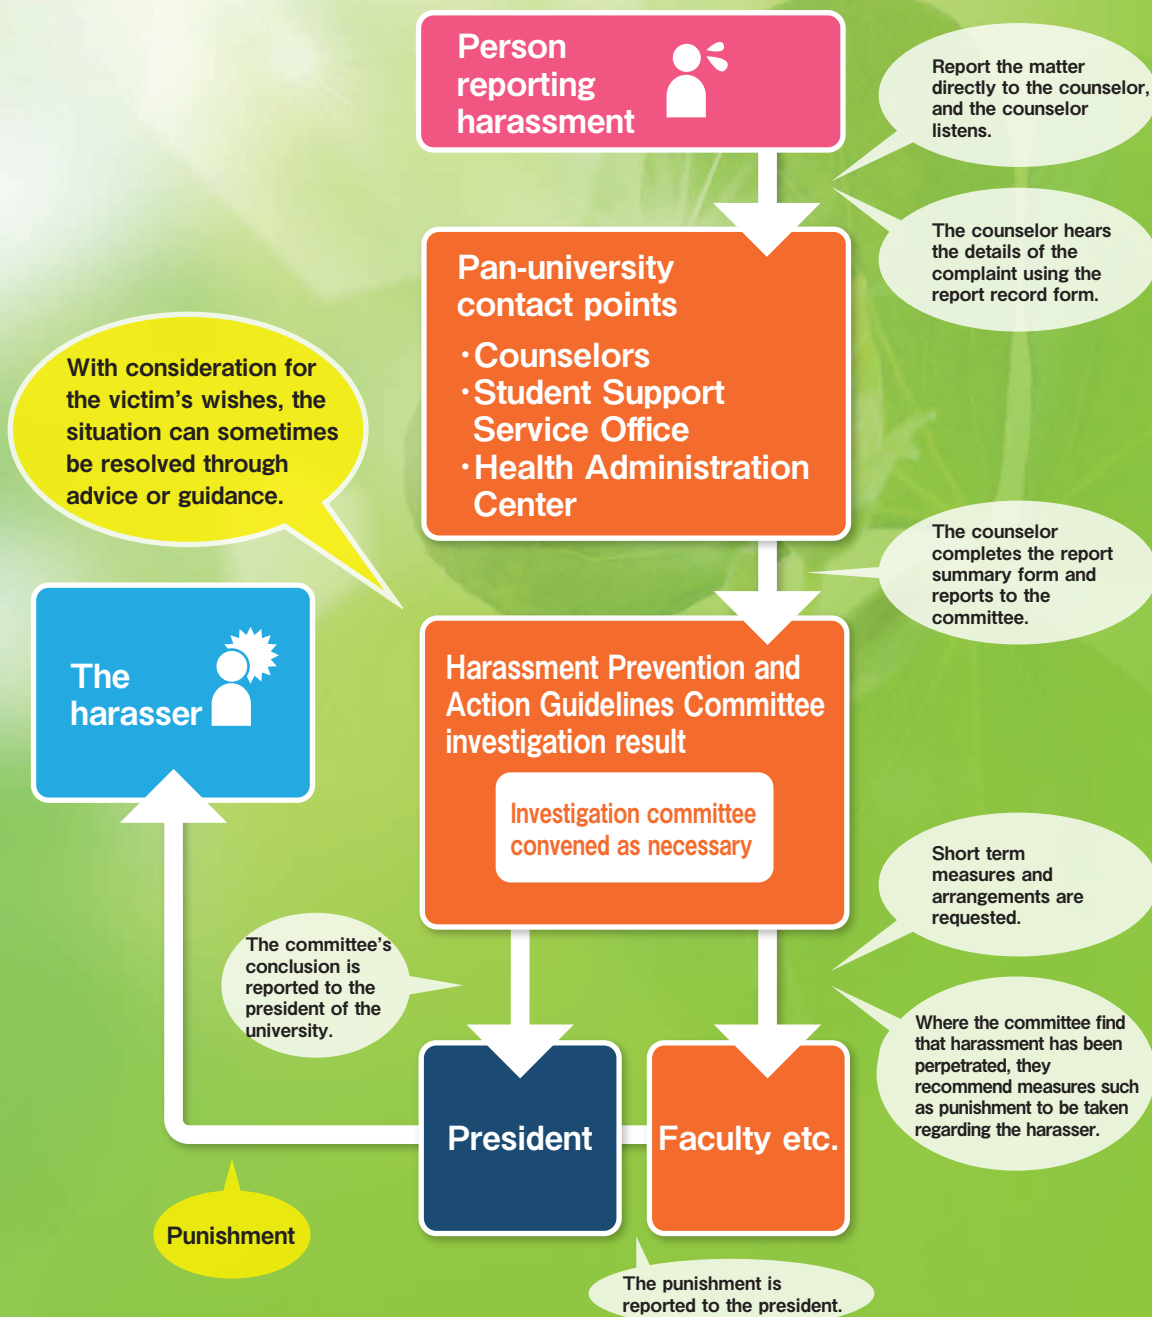 Person
reporting
harassment
Report the matter
directly to the counselor,
and the counselor
listens.
The counselor hears
the details of the
complaint using the
report record form.
Pan-university
contact points
・Counselors
・Student Support
Service Office
・Health Administration
Center
With consideration for
the victim's wishes, the
situation can sometimes
be resolved through
advice or guidance.
The counselor
completes the report
summary form and
reports to the
committee.
The
harasser
Harassment Prevention and
Action Guidelines Committee
investigation result
Investigation committee
convened as necessary
Short term
measures and
arrangements are
requested.
The committee's
conclusion is
reported to the
president of the
university.
Where the committee find
that harassment has been
perpetrated, they
recommend measures such
as punishment to be taken
regarding the harasser.
President
Faculty etc.
Punishment
The punishment is
reported to the president.